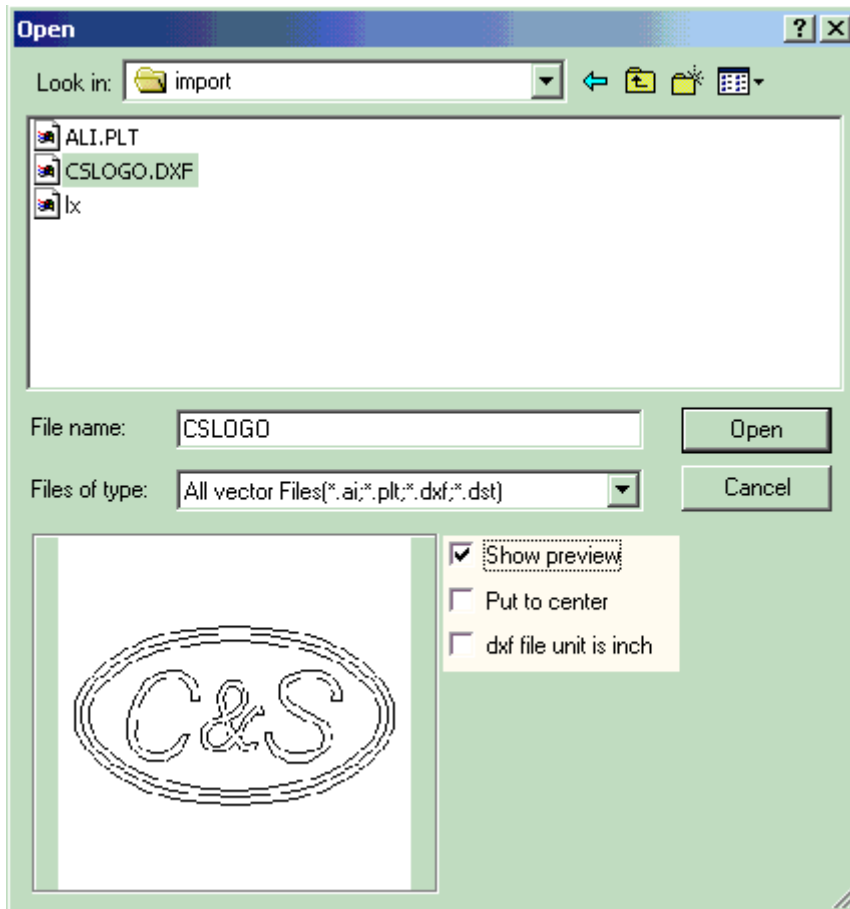 Open
Look in: import
ALI.PLT
CSLOGO.DXF
lx
File name: CSLOGO Open
Files of type: All vector Files(*.ai;*.plt;*.dxf;*.dst) Cancel
Show preview
Put to center
dxf file unit is inch
C&S